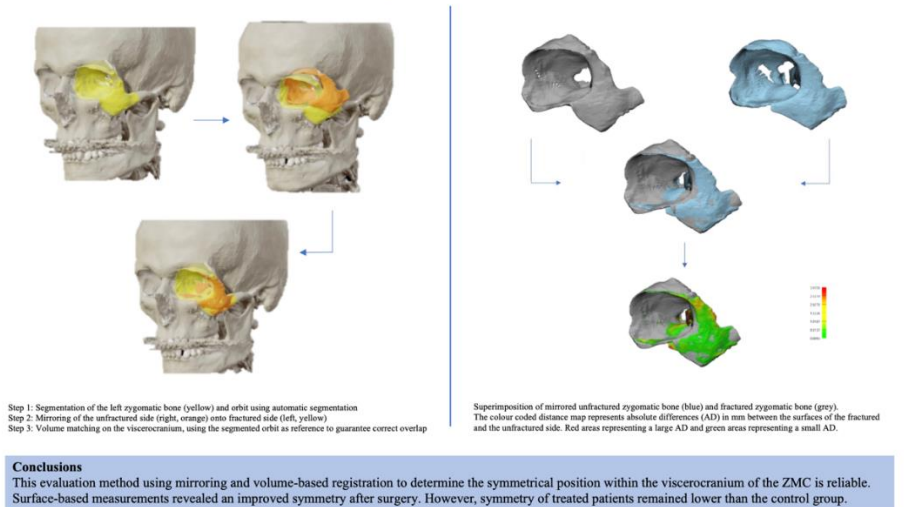 Step 1: Segmentation of the left zygomatic bone (yellow) and orbit using automatic segmentation
Step 2: Mirroring of the unfractured side (right, orange) onto fractured side (left, yellow)
Step 3: Volume matching on the viscerocranium, using the segmented orbit as reference to guarantee correct overlap
Superimposition of mirrored unfractured zygomatic bone (blue) and fractured zygomatic bone (grey).
The colour coded distance map represents absolute differences (AD) in mm between the surfaces of the fractured
and the unfractured side. Red areas representing a large AD and green areas representing a small AD.
Conclusions
This evaluation method using mirroring and volume-based registration to determine the symmetrical position within the viscerocranium of the ZMC is reliable.
Surface-based measurements revealed an improved symmetry after surgery. However, symmetry of treated patients remained lower than the control group.